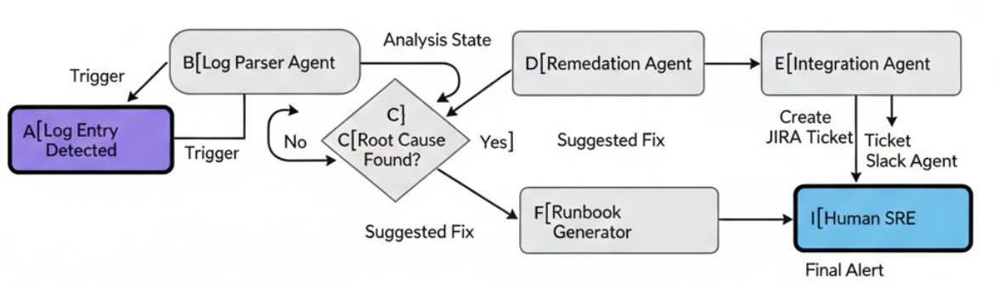 Trigger
B[Log Parser Agent
Analysis State
D[Remedation Agent
E[Integration Agent
A[Log Entry
Detected
Trigger
No
C}
C[Root Cause
Found?
Yes]
Suggested Fix
Create
JIRA Ticket
Ticket
Slack Agent
Suggested Fix
F[Runbook
Generator
I[Human SRE
Final Alert